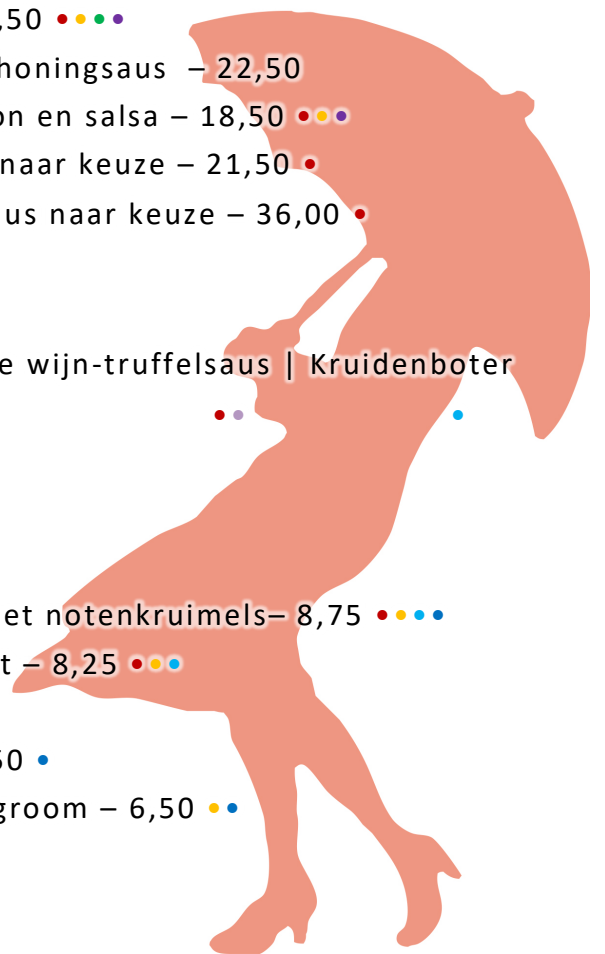 ,50 ••••
honingsaus – 22,50
on en salsa – 18,50 •••
naar keuze – 21,50 •
us naar keuze – 36,00 •
e wijn-truffelsaus | Kruidenboter
•• •
et notenkruimels– 8,75 ••••
t – 8,25 •••
50 •
groom – 6,50 ••